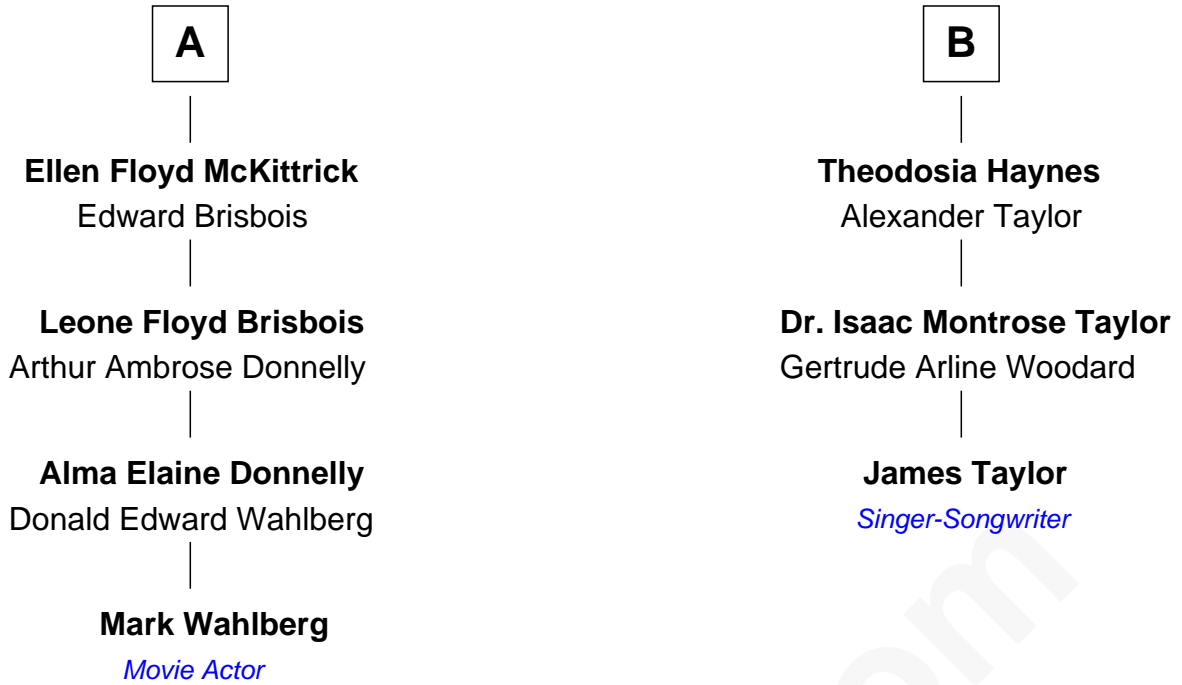 A
Ellen Floyd McKittrick
Edward Brisbois
Leone Floyd Brisbois
Arthur Ambrose Donnelly
Alma Elaine Donnelly
Donald Edward Wahlberg
Mark Wahlberg
Movie Actor
B
Theodosia Haynes
Alexander Taylor
Dr. Isaac Montrose Taylor
Gertrude Arline Woodard
James Taylor
Singer-Songwriter
om